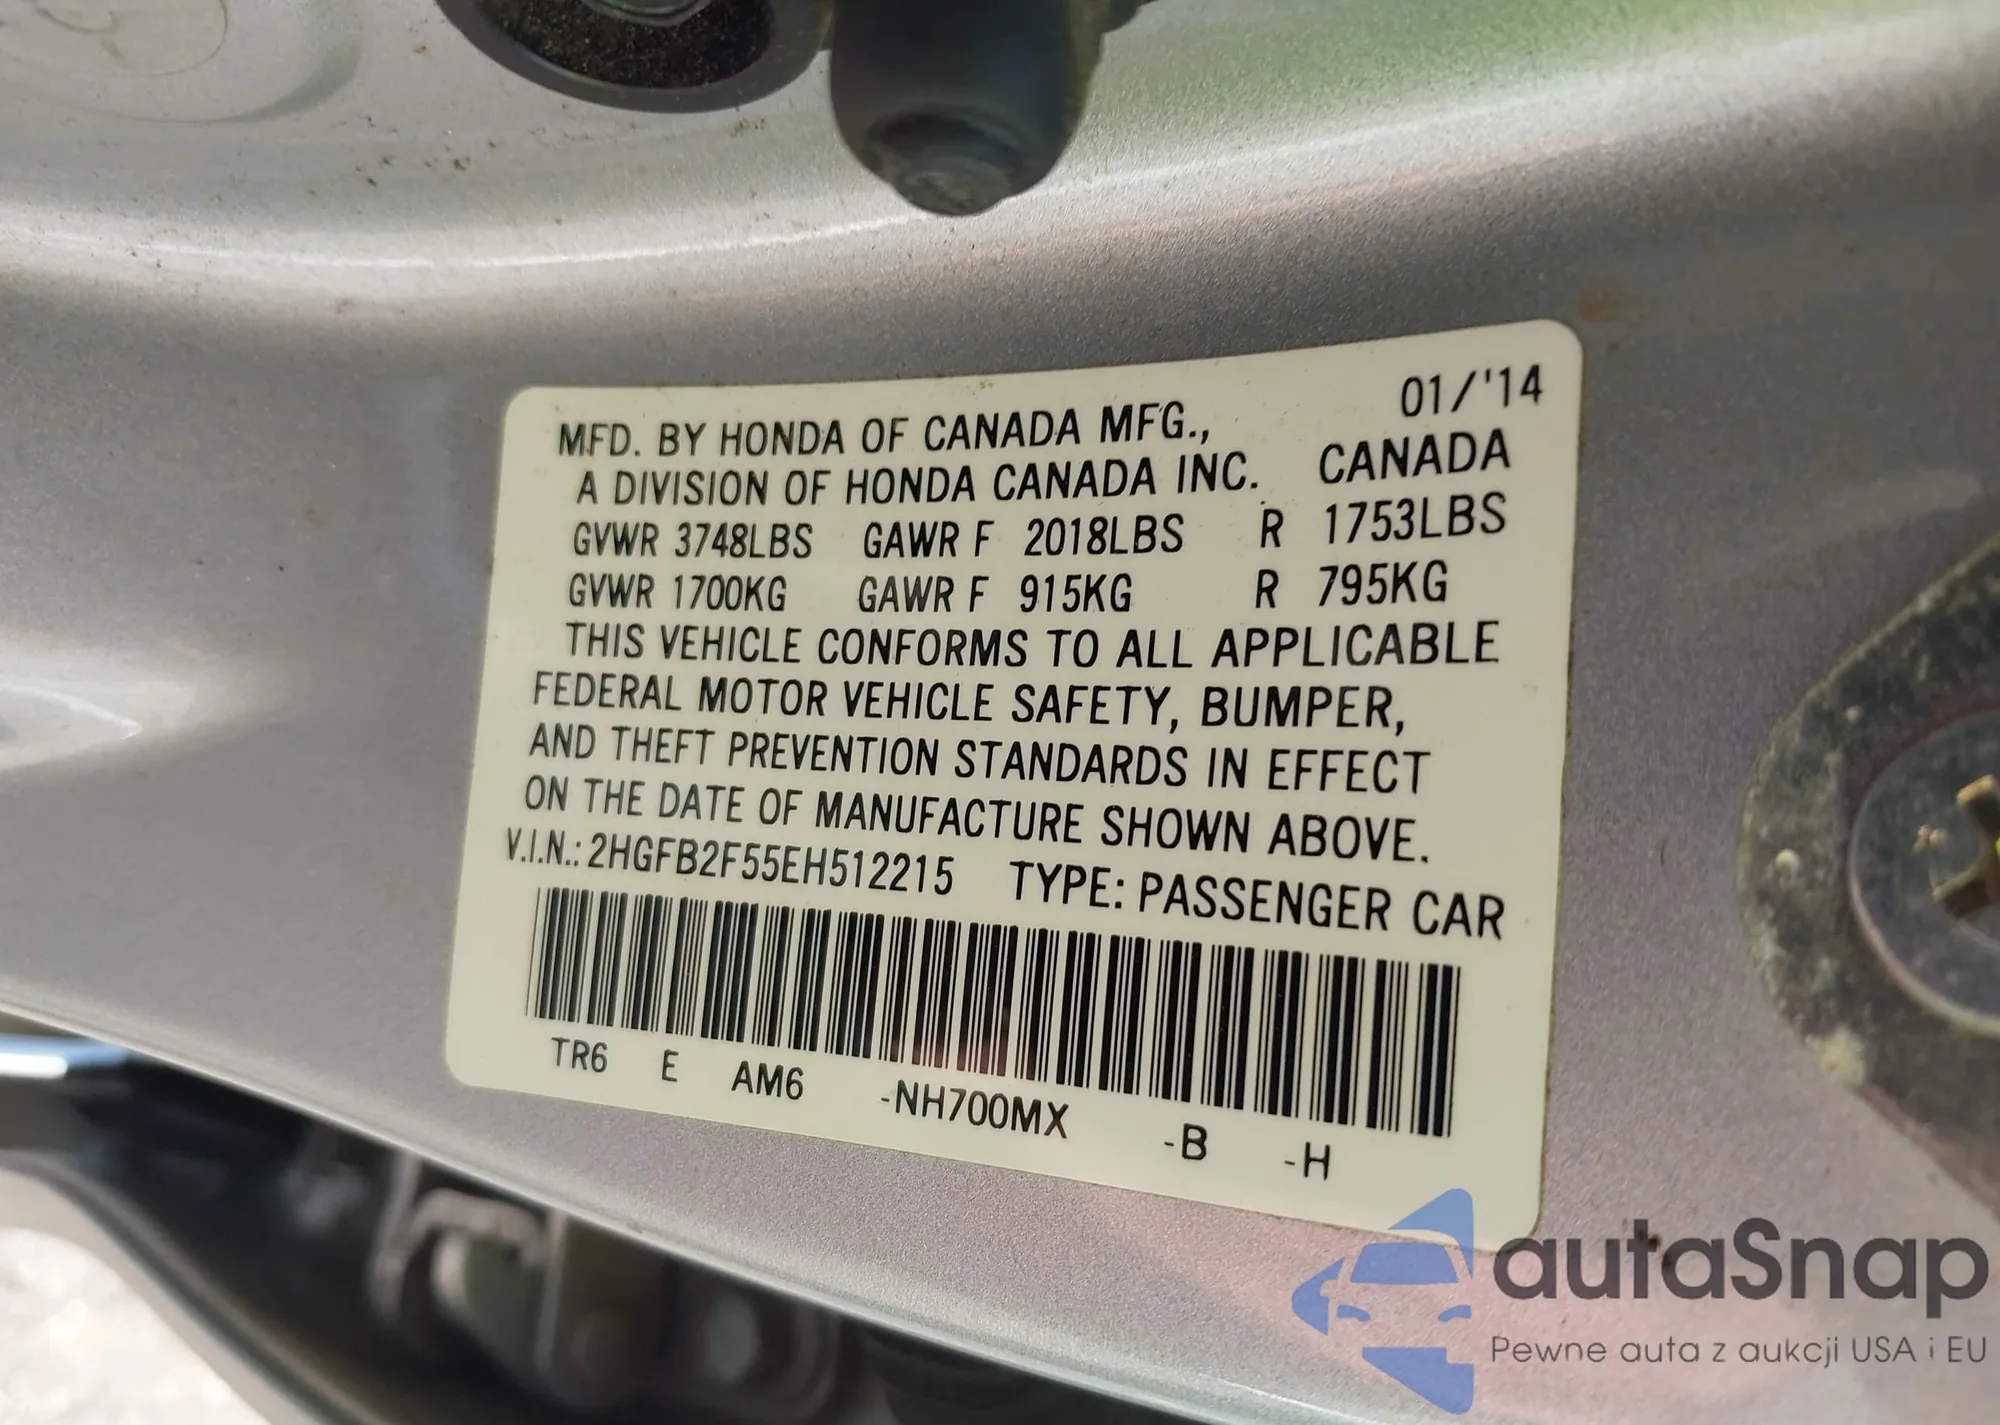 01/'14
MFD. BY HONDA OF CANADA MFG.,
A DIVISION OF HONDA CANADA INC. CANADA
GVWR 3748LBS GAWR F 2018LBS R 1753LBS
GVWR 1700KG GAWR F 915KG R 795KG
THIS VEHICLE CONFORMS TO ALL APPLICABLE
FEDERAL MOTOR VEHICLE SAFETY, BUMPER,
AND THEFT PREVENTION STANDARDS IN EFFECT
ON THE DATE OF MANUFACTURE SHOWN ABOVE.
V.I.N.: 2HGFB2F55EH512215 TYPE: PASSENGER CAR
TR6 E AM6 -NH700MX -B -H
autaSnap
Pewne auta z aukcji USA i EU